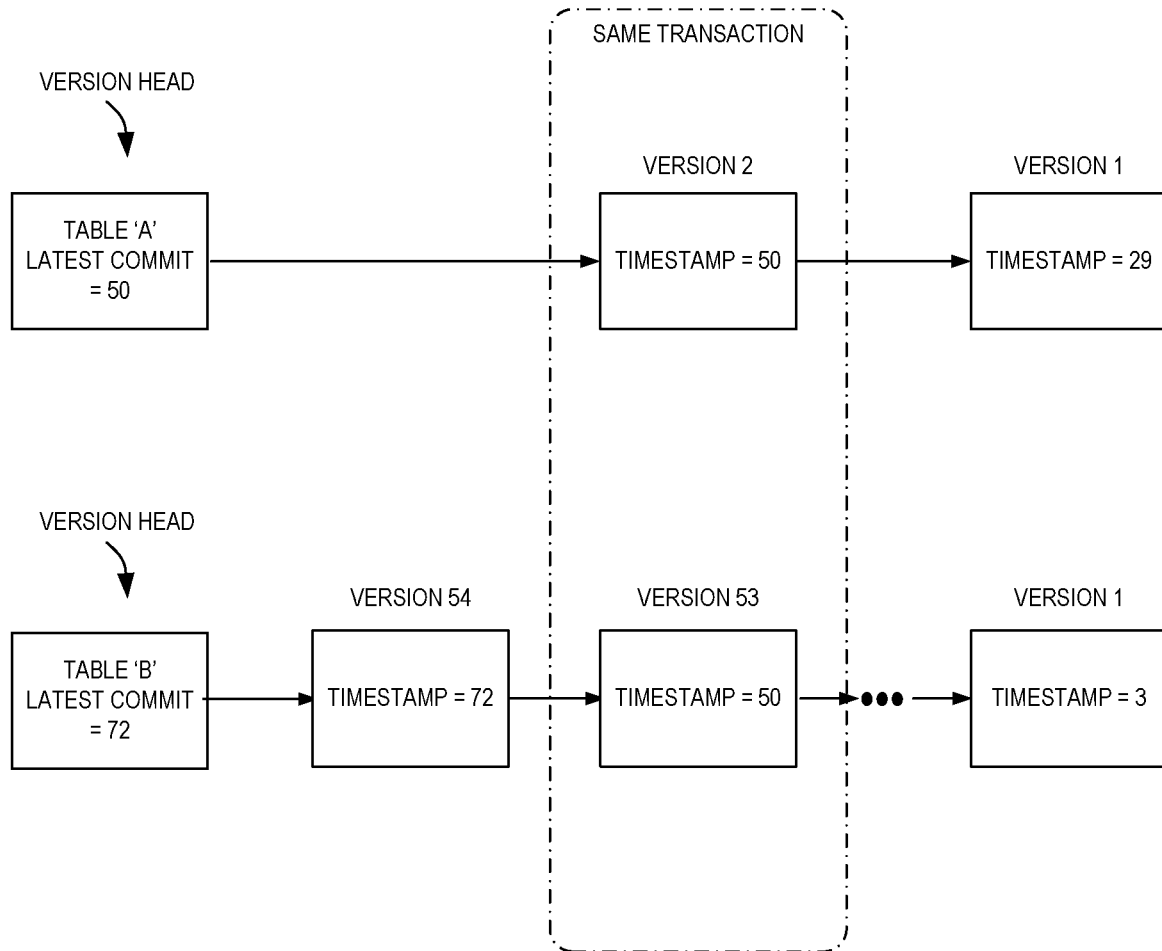 SAME TRANSACTION
VERSION HEAD
VERSION 2
VERSION 1
TABLE ‘A’
LATEST COMMIT
= 50
TIMESTAMP = 50
TIMESTAMP = 29
VERSION HEAD
VERSION 54
VERSION 53
VERSION 1
TABLE ‘B’
LATEST COMMIT
= 72
TIMESTAMP = 72
TIMESTAMP = 50
TIMESTAMP = 3